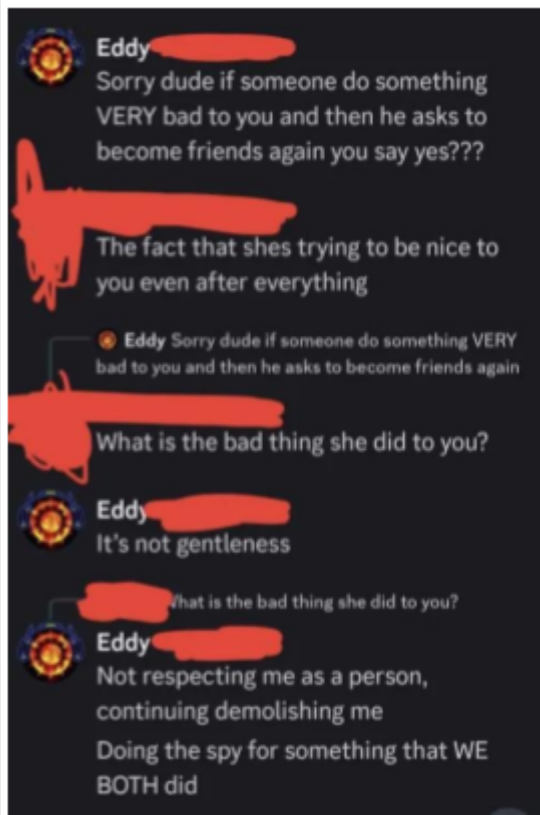 Eddy
Sorry dude if someone do something
VERY bad to you and then he asks to
become friends again you say yes???
The fact that shes trying to be nice to
you even after everything
Eddy Sorry dude if someone do something VERY
bad to you and then he asks to become friends again
What is the bad thing she did to you?
Eddy
It's not gentleness
What is the bad thing she did to you?
Eddy
Not respecting me as a person,
continuing demolishing me
Doing the spy for something that WE
BOTH did